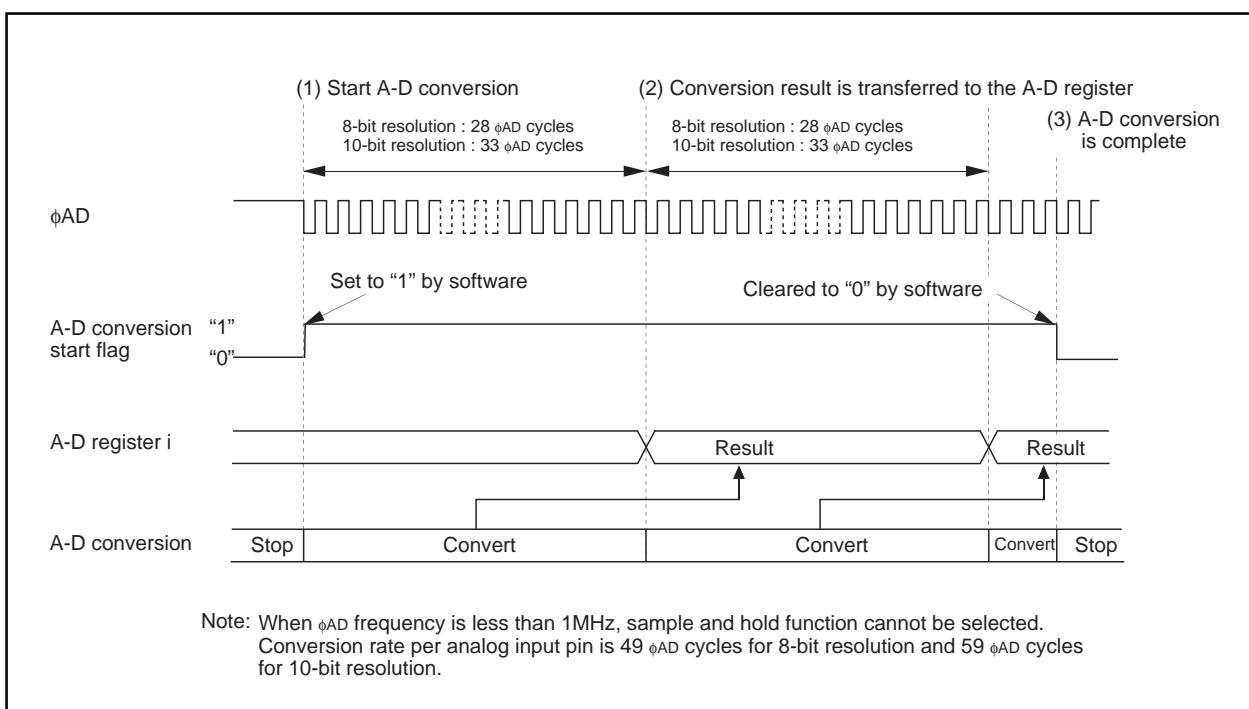 (1) Start A-D conversion
(2) Conversion result is transferred to the A-D register
8-bit resolution : 28 ϕAD cycles
10-bit resolution : 33 ϕAD cycles
8-bit resolution : 28 ϕAD cycles
10-bit resolution : 33 ϕAD cycles
(3) A-D conversion
is complete
ϕAD
Set to “1” by software
Cleared to “0” by software
A-D conversion “1”
start flag “0”
A-D register i
Result
Result
A-D conversion
Stop
Convert
Convert
Convert
Stop
Note: When ϕAD frequency is less than 1MHz, sample and hold function cannot be selected.
Conversion rate per analog input pin is 49 ϕAD cycles for 8-bit resolution and 59 ϕAD cycles
for 10-bit resolution.